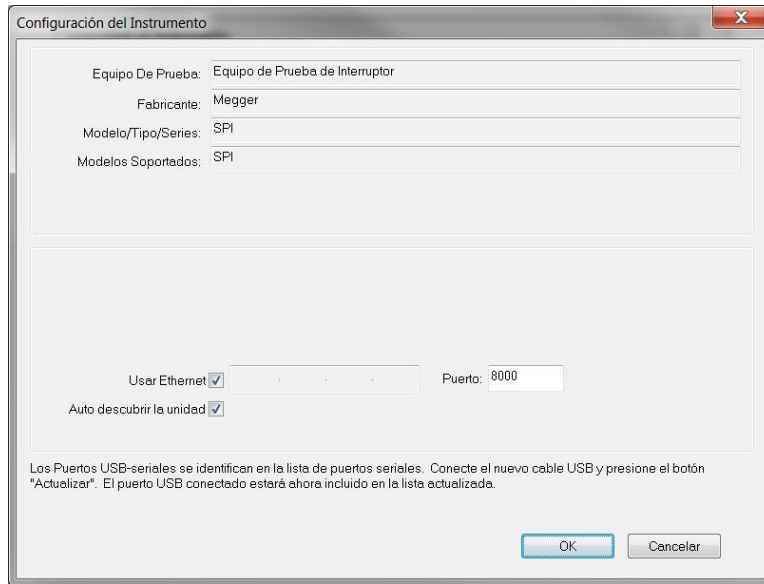 Configuración del Instrumento
Equipo De Prueba: Equipo de Prueba de Interruptor
Fabricante: Megger
Modelo/Tipo/Series: SPI
Modelos Soportados: SPI
Usar Ethernet . . . Puerto: 8000
Auto descubrir la unidad
Los Puertos USB-seriales se identifican en la lista de puertos seriales. Conecte el nuevo cable USB y presione el botón
"Actualizar". El puerto USB conectado estará ahora incluido en la lista actualizada.
OK Cancelar